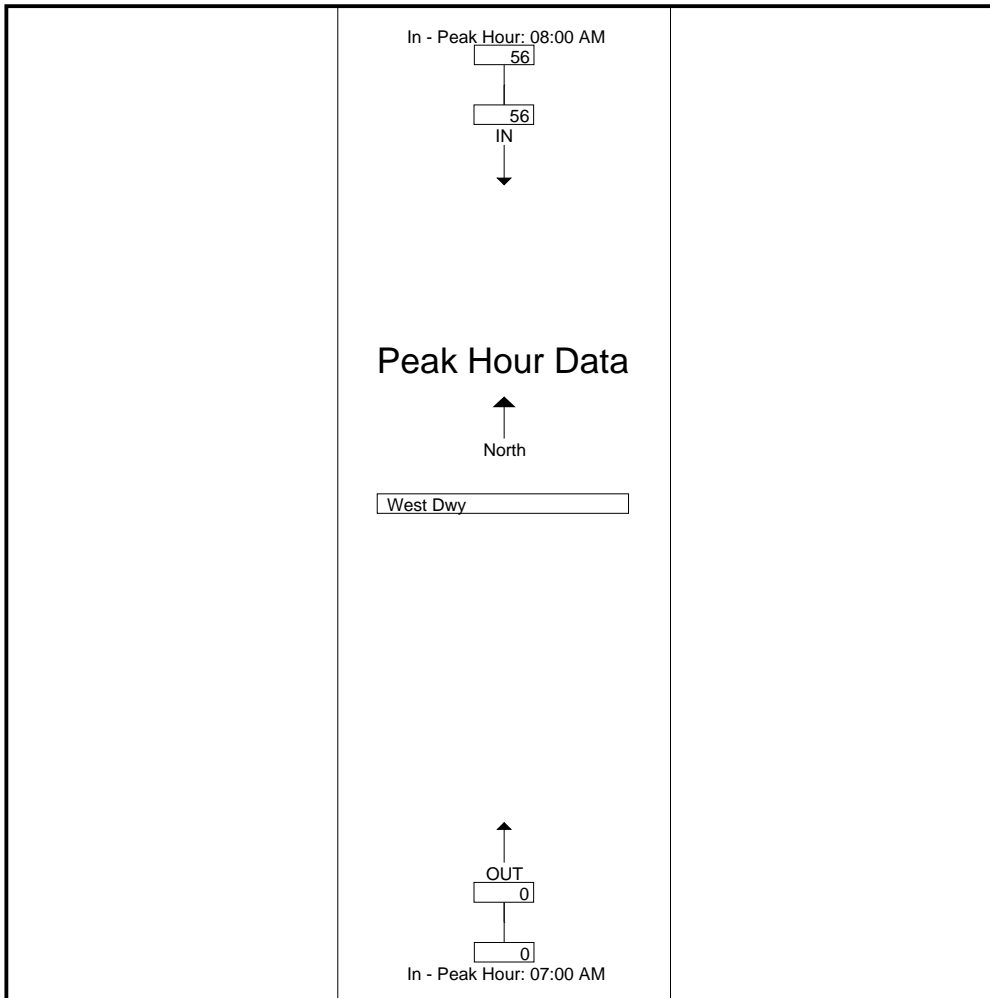 In - Peak Hour: 08:00 AM
56
56
IN
Peak Hour Data
North
West Dwy
OUT
0
0
In - Peak Hour: 07:00 AM